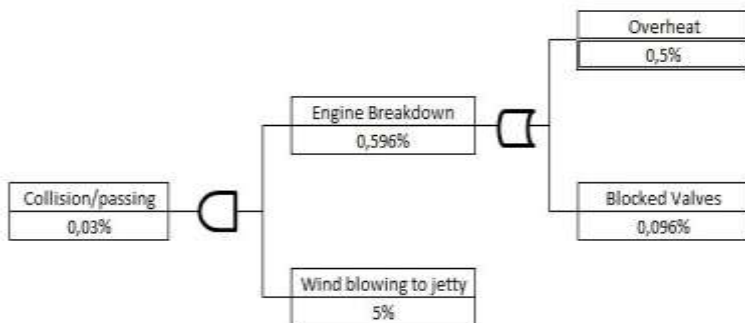 Overheat
0,5%
Engine Breakdown
0,596%
Collision/passing
0,03%
Blocked Valves
0,096%
Wind blowing to jetty
5%